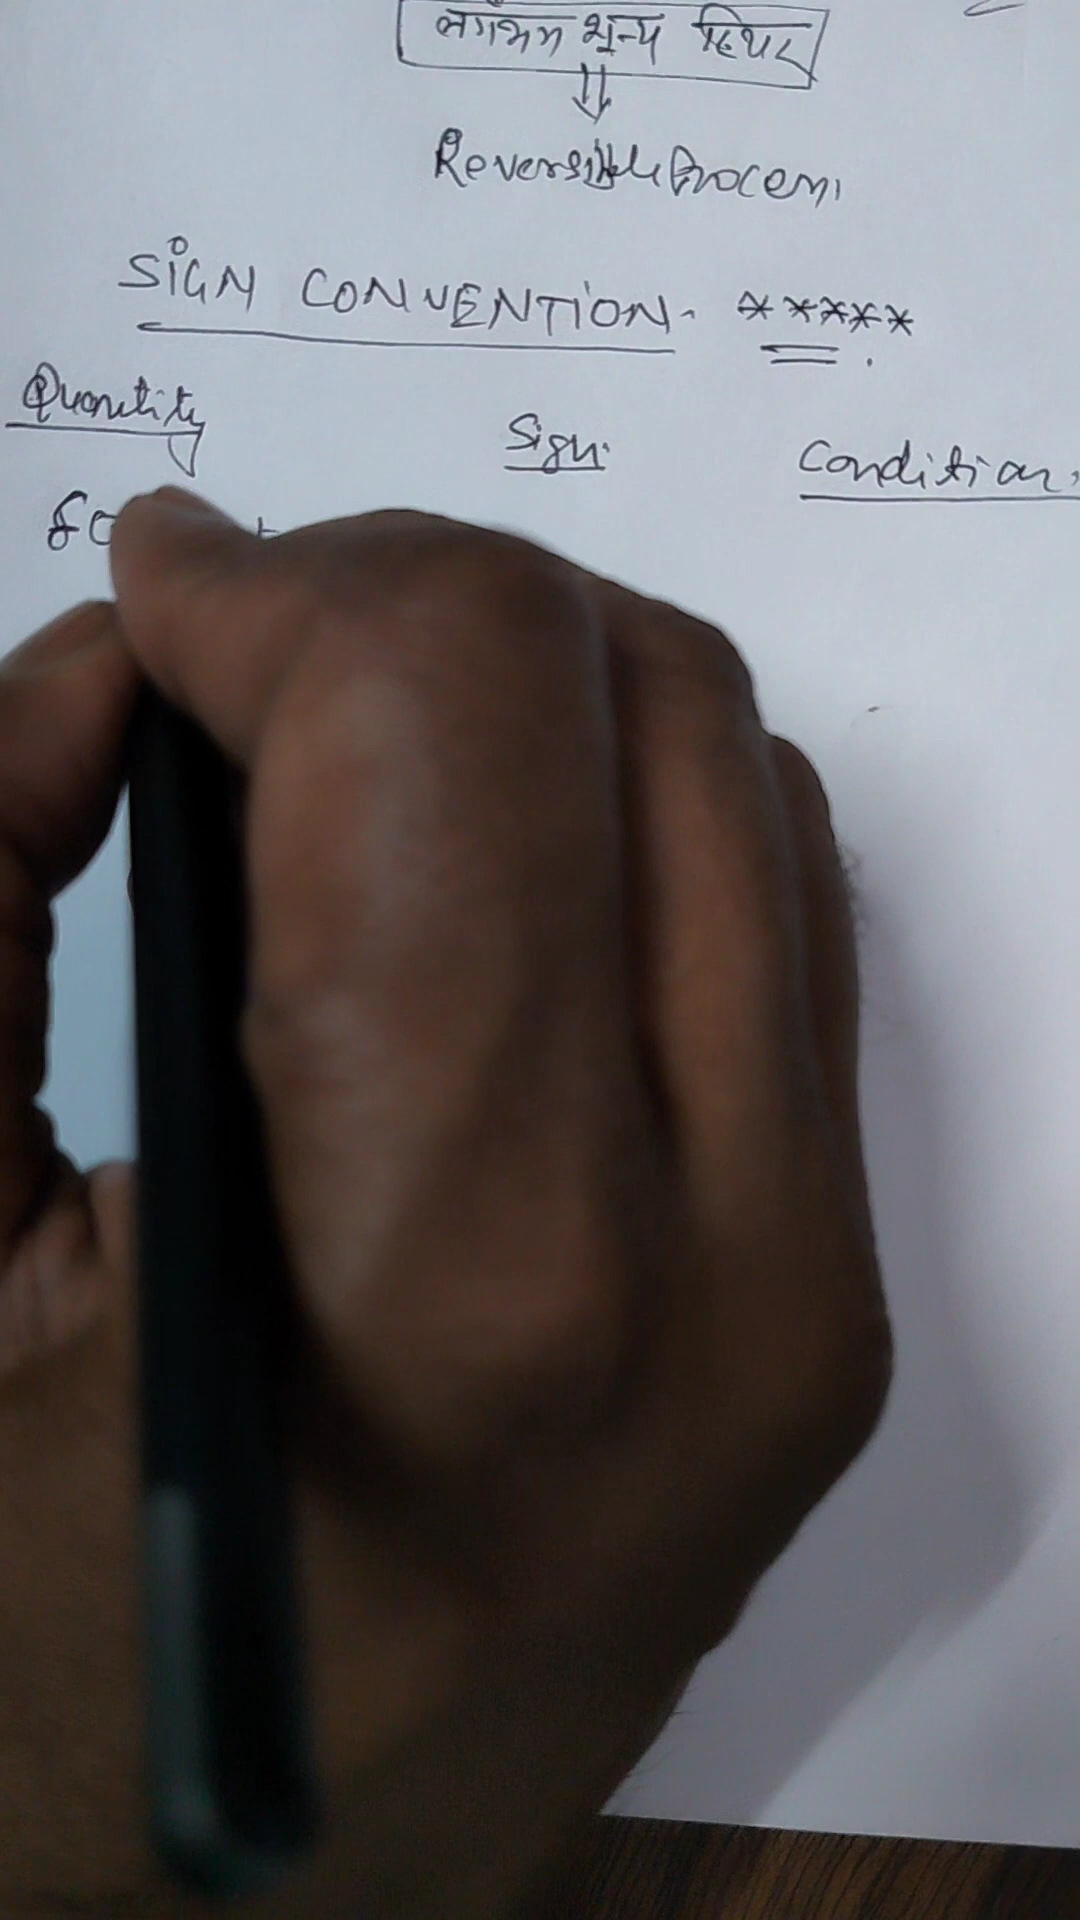 लगभग शून्य स्थिर
⇓
Reversible Process
SIGN CONVENTION. *****
Quantity Sign. Condition.